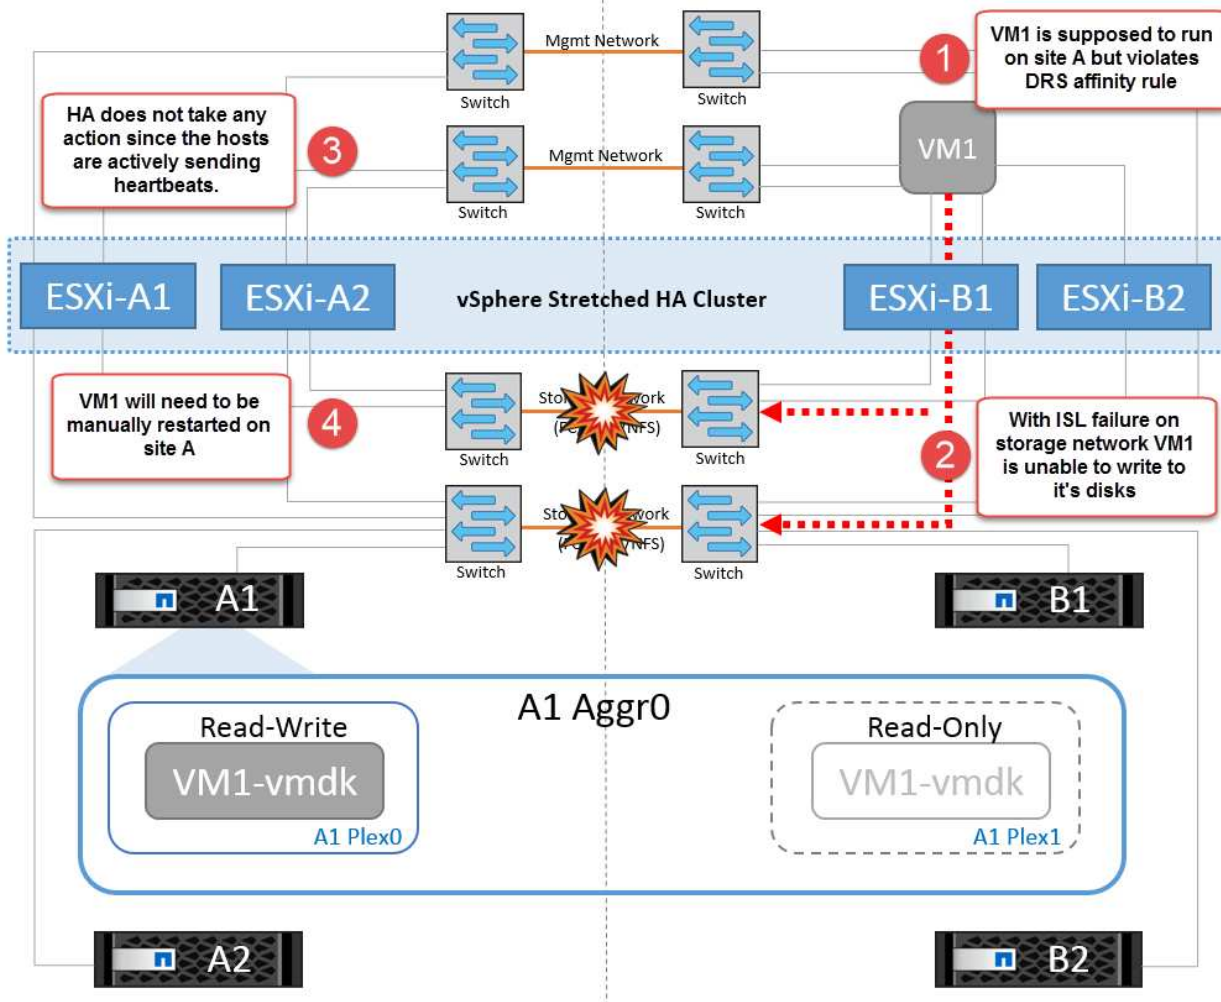 Mgmt Network
Switch
Switch
1
VM1 is supposed to run
on site A but violates
DRS affinity rule
HA does not take any
action since the hosts
are actively sending
heartbeats.
3
Mgmt Network
Switch
Switch
VM1
ESXi-A1
ESXi-A2
vSphere Stretched HA Cluster
ESXi-B1
ESXi-B2
VM1 will need to be
manually restarted on
site A
4
Switch
Switch
2
With ISL failure on
storage network VM1
is unable to write to
it's disks
/NFS)
Switch
Switch
/NFS)
A1
B1
A1 Aggr0
Read-Write
VM1-vmdk
A1 Plex0
Read-Only
VM1-vmdk
A1 Plex1
A2
B2